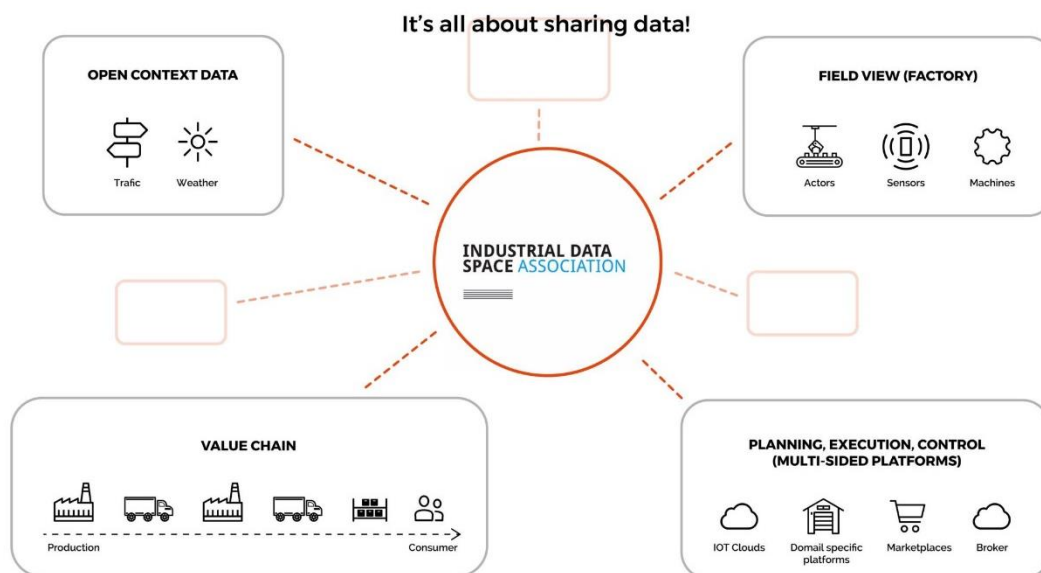 It's all about sharing data!
OPEN CONTEXT DATA
Trafic
Weather
FIELD VIEW (FACTORY)
Actors
Sensors
Machines
INDUSTRIAL DATA
SPACE ASSOCIATION
VALUE CHAIN
Production
Consumer
PLANNING, EXECUTION, CONTROL
(MULTI-SIDED PLATFORMS)
IOT Clouds
Domail specific
platforms
Marketplaces
Broker